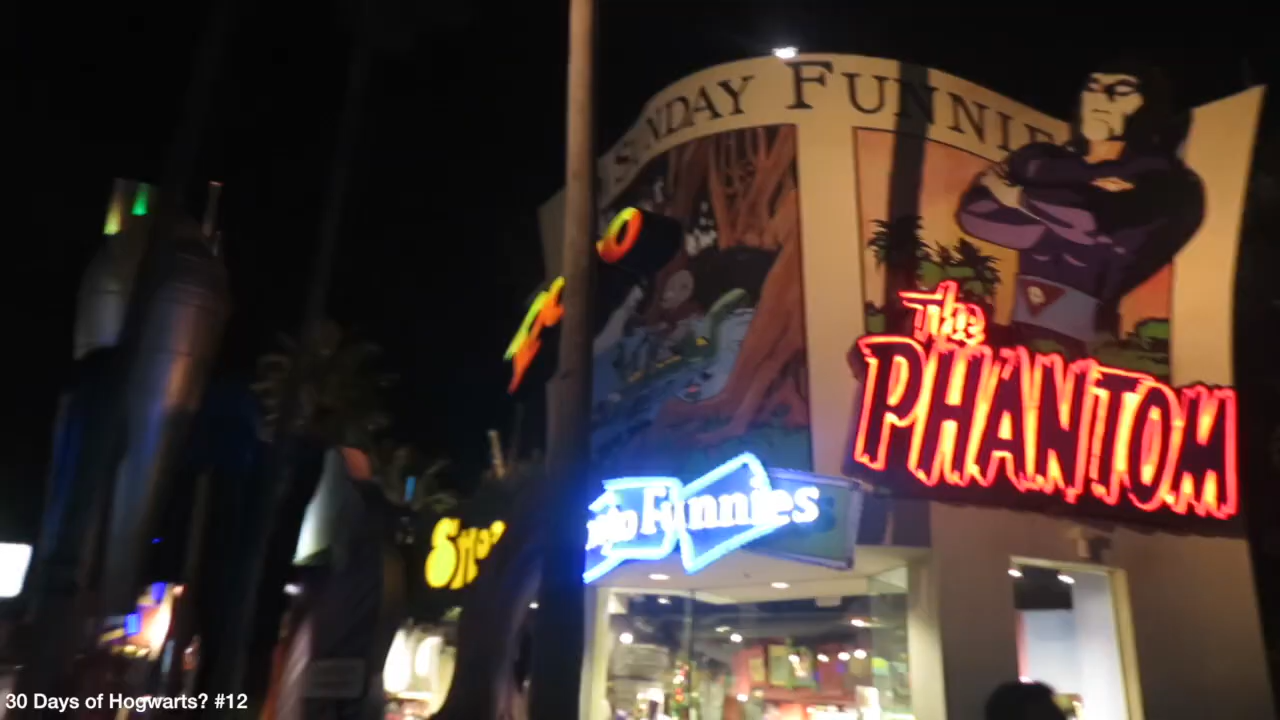 SUNDAY FUNNIE
The
PHANTOM
Funnies
30 Days of Hogwarts? #12